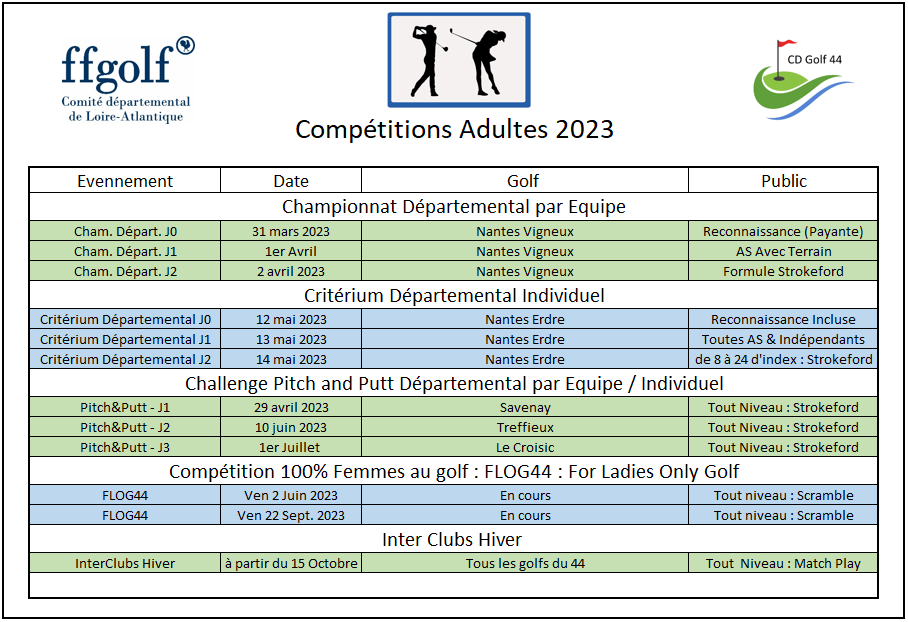 ffgolf
Comité départemental
de Loire-Atlantique
CD Golf 44
Compétitions Adultes 2023
Evennement Date Golf Public
Championnat Départemental par Equipe
Cham. Départ. J0 31 mars 2023 Nantes Vigneux Reconnaissance (Payante)
Cham. Départ. J1 1er Avril Nantes Vigneux AS Avec Terrain
Cham. Départ. J2 2 avril 2023 Nantes Vigneux Formule Strokeford
Critérium Départemental Individuel
Critérium Départemental J0 12 mai 2023 Nantes Erdre Reconnaissance Incluse
Critérium Départemental J1 13 mai 2023 Nantes Erdre Toutes AS & Indépendants
Critérium Départemental J2 14 mai 2023 Nantes Erdre de 8 à 24 d'index : Strokeford
Challenge Pitch and Putt Départemental par Equipe / Individuel
Pitch&Putt - J1 29 avril 2023 Savenay Tout Niveau : Strokeford
Pitch&Putt - J2 10 juin 2023 Treffieux Tout Niveau : Strokeford
Pitch&Putt - J3 1er Juillet Le Croisic Tout Niveau : Strokeford
Compétition 100% Femmes au golf : FLOG44 : For Ladies Only Golf
FLOG44 Ven 2 Juin 2023 En cours Tout niveau : Scramble
FLOG44 Ven 22 Sept. 2023 En cours Tout niveau : Scramble
Inter Clubs Hiver
InterClubs Hiver à partir du 15 Octobre Tous les golfs du 44 Tout  Niveau : Match Play